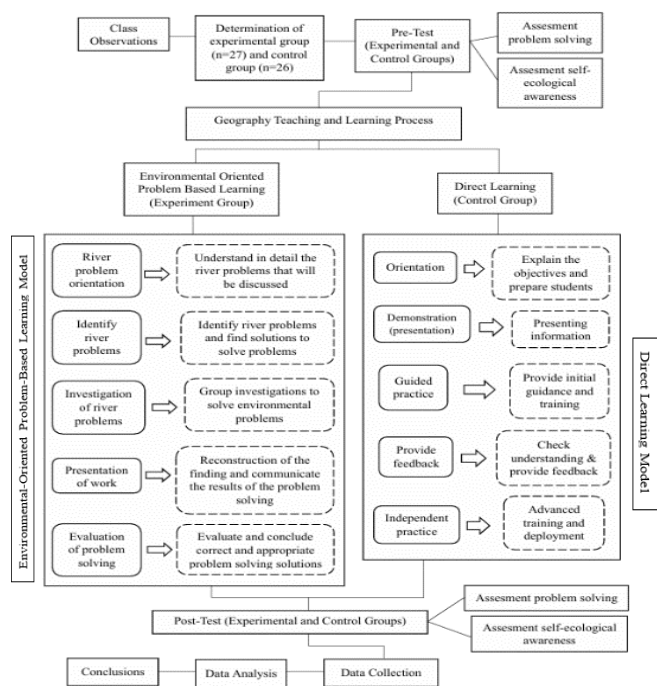 Class
Observations
Determination of
experimental group
(n=27) and control
group (n=26)
Pre-Test
(Experimental and
Control Groups)
Assesment
problem solving
Assesment self-
ecological
awareness
Geography Teaching and Learning Process
Environmental Oriented
Problem Based Learning
(Experiment Group)
Direct Learning
(Control Group)
Environmental-Oriented Problem-Based Learning Model
River
problem
orientation
Understand in detail
the river problems that
will be
discussed
Identify
river
problems
Identify river problems
and find solutions to
solve problems
Investigation
of river
problems
Group investigations to
solve environmental
problems
Presentation
of work
Reconstruction of the
finding and communicate
the results of the problem
solving
Evaluation
of problem
solving
Evaluate and conclude
correct and appropriate
problem solving solutions
Orientation
Explain the
objectives and
prepare students
Demonstration
(presentation)
Presenting
information
Guided
practice
Provide initial
guidance and
training
Provide
feedback
Check
understanding &
provide feedback
Independent
practice
Advanced
training and
deployment
Direct Learning Model
Post-Test (Experimental and Control Groups)
Assesment problem solving
Assesment self-ecological
awareness
Conclusions
Data Analysis
Data Collection